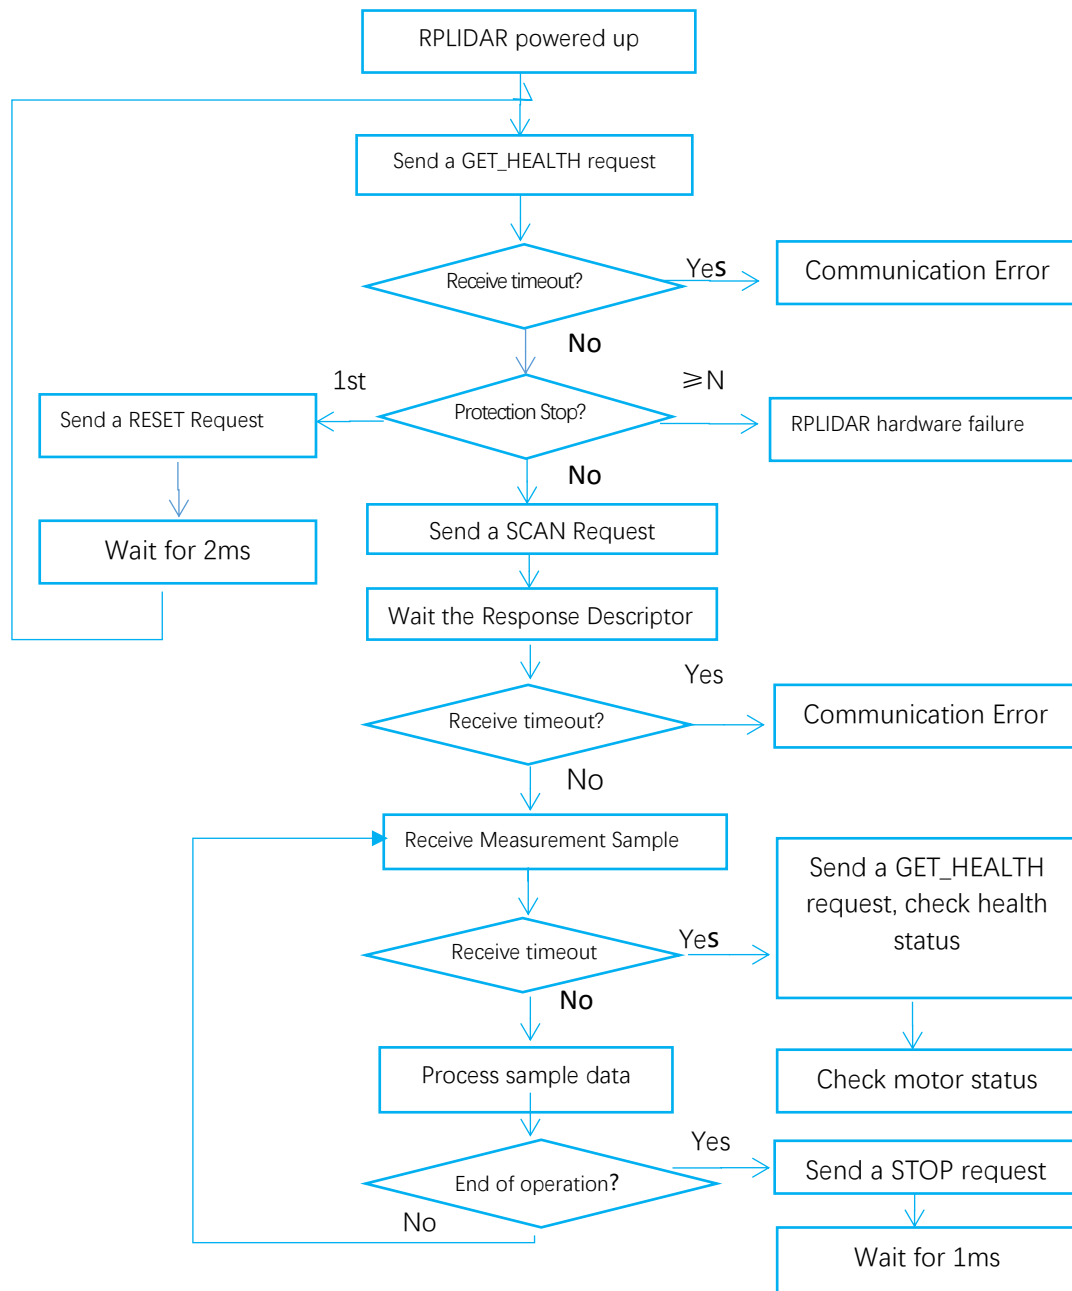 RPLIDAR powered up
Send a GET_HEALTH request
Receive timeout?
Yes
Communication Error
No
1st
≥N
Send a RESET Request
Protection Stop?
RPLIDAR hardware failure
No
Send a SCAN Request
Wait for 2ms
Wait the Response Descriptor
Yes
Receive timeout?
Communication Error
No
Receive Measurement Sample
Send a GET_HEALTH
request, check health
status
Receive timeout
Yes
No
Process sample data
Check motor status
Yes
End of operation?
Send a STOP request
No
Wait for 1ms